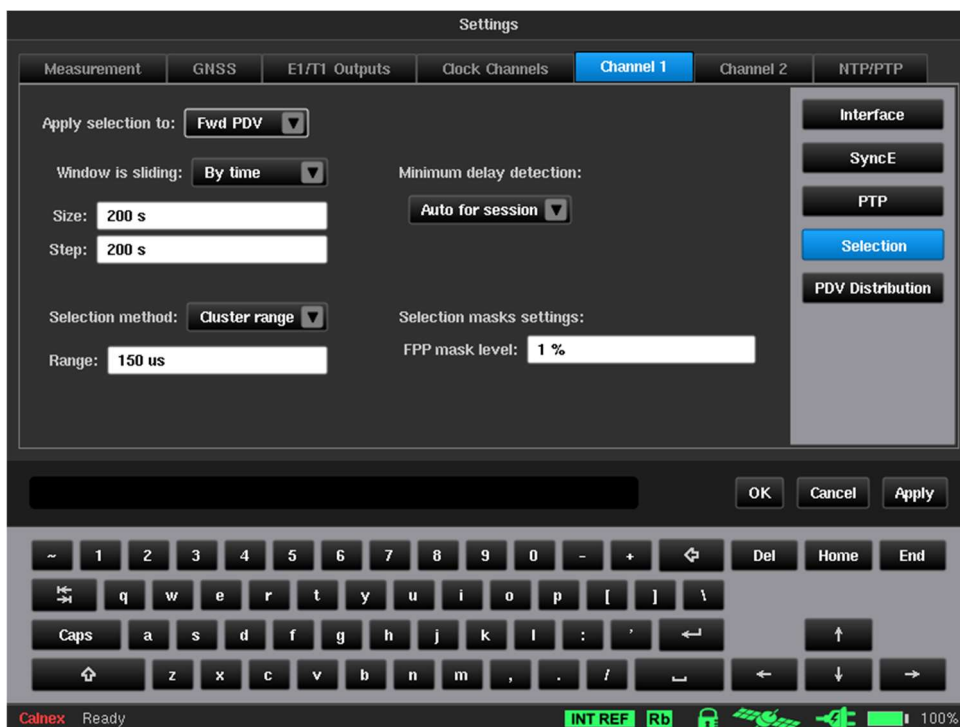 Settings
Measurement GNSS E1/T1 Outputs Clock Channels Channel 1 Channel 2 NTP/PTP
Apply selection to: Fwd PDV
Window is sliding: By time
Size: 200 s
Step: 200 s
Minimum delay detection:
Auto for session
Selection method: Cluster range
Range: 150 us
Selection masks settings:
FPP mask level: 1 %
Interface
SyncE
PTP
Selection
PDV Distribution
OK Cancel Apply
~ 1 2 3 4 5 6 7 8 9 0 - + Del Home End
q w e r t y u i o p [ ] \
Caps a s d f g h j k l : '
z x c v b n m , . /
Calnex Ready INT REF Rb 100%